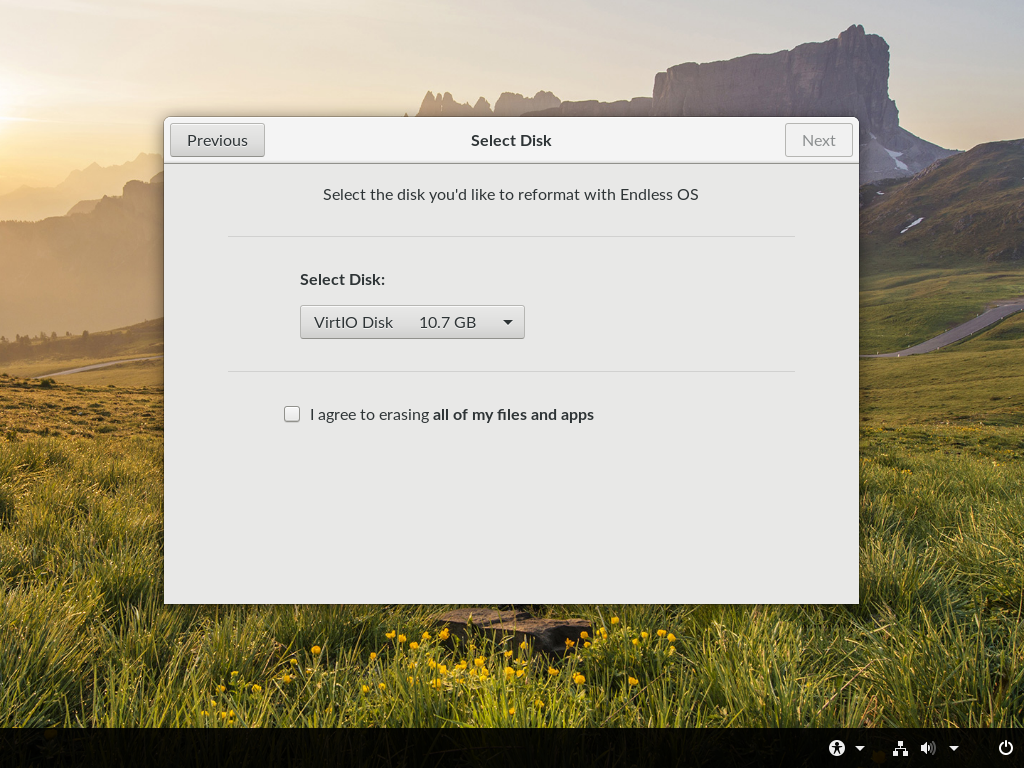 Previous
Select Disk
Next
Select the disk you'd like to reformat with Endless OS
Select Disk:
VirtIO Disk 10.7 GB
I agree to erasing all of my files and apps